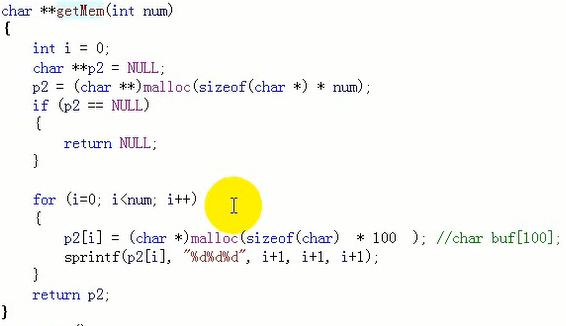 char **getMem(int num)
{
int i = 0;
char **p2 = NULL;
p2 = (char **)malloc(sizeof(char *) * num);
if (p2 == NULL)
{
return NULL;
}
for (i=0; i<num; i++)
{
p2[i] = (char *)malloc(sizeof(char)  * 100  ); //char buf[100];
sprintf(p2[i], "%d%d%d", i+1, i+1, i+1);
}
return p2;
}